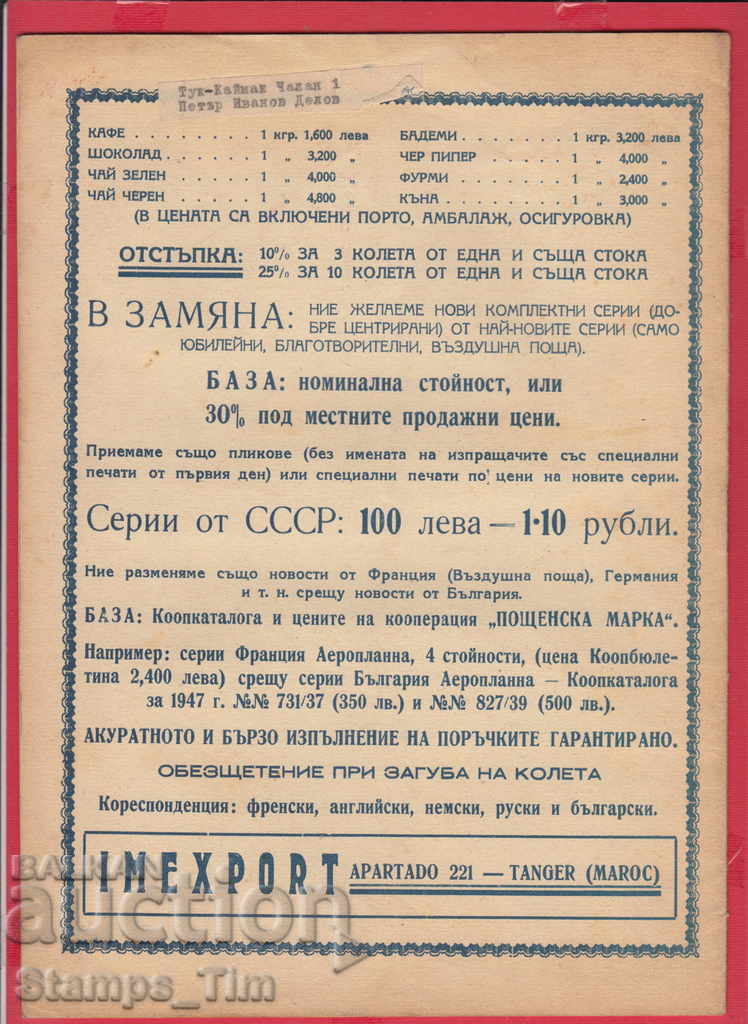 Тук-Каймак Чалан 1
Петър Иванов Делов
КАФЕ . . . . . . . . 1 кгр. 1,600 лева
ШОКОЛАД . . . . . . 1 „ 3,200 „
ЧАЙ ЗЕЛЕН . . . . . 1 „ 4,000 „
ЧАЙ ЧЕРЕН . . . . . 1 „ 4,800 „
БАДЕМИ . . . . . . . 1 кгр. 3,200 лева
ЧЕР ПИПЕР . . . . . 1 „ 4,000 „
ФУРМИ . . . . . . . 1 „ 2,400 „
КЪНА . . . . . . . . 1 „ 3,000 „
(В ЦЕНАТА СА ВКЛЮЧЕНИ ПОРТО, АМБАЛАЖ, ОСИГУРОВКА)
ОТСТЪПКА: 10% ЗА 3 КОЛЕТА ОТ ЕДНА И СЪЩА СТОКА
25% ЗА 10 КОЛЕТА ОТ ЕДНА И СЪЩА СТОКА
В ЗАМЯНА: НИЕ ЖЕЛАЕМЕ НОВИ КОМПЛЕКТНИ СЕРИИ (ДО-
БРЕ ЦЕНТРИРАНИ) ОТ НАЙ-НОВИТЕ СЕРИИ (САМО
ЮБИЛЕЙНИ, БЛАГОТВОРИТЕЛНИ, ВЪЗДУШНА ПОЩА).
БАЗА: номинална стойност, или
30% под местните продажни цени.
Приемаме също пликове (без имената на изпращачите със специални
печати от първия ден) или специални печати по цени на новите серии.
Серии от СССР: 100 лева — 1·10 рубли.
Ние разменяме също новости от Франция (Въздушна поща), Германия
и т. н. срещу новости от България.
БАЗА: Коопкаталога и цените на кооперация „ПОЩЕНСКА МАРКА“.
Например: серии Франция Аеропланна, 4 стойности, (цена Коопбюле-
тина 2,400 лева) срещу серии България Аеропланна — Коопкаталога
за 1947 г. №№ 731/37 (350 лв.) и №№ 827/39 (500 лв.).
АКУРАТНОТО И БЪРЗО ИЗПЪЛНЕНИЕ НА ПОРЪЧКИТЕ ГАРАНТИРАНО.
ОБЕЗЩЕТЕНИЕ ПРИ ЗАГУБА НА КОЛЕТА
Кореспонденция: френски, английски, немски, руски и български.
IMEXPORT APARTADO 221 — TANGER (MAROC)
BALKAN
auction
Stamps_Tim